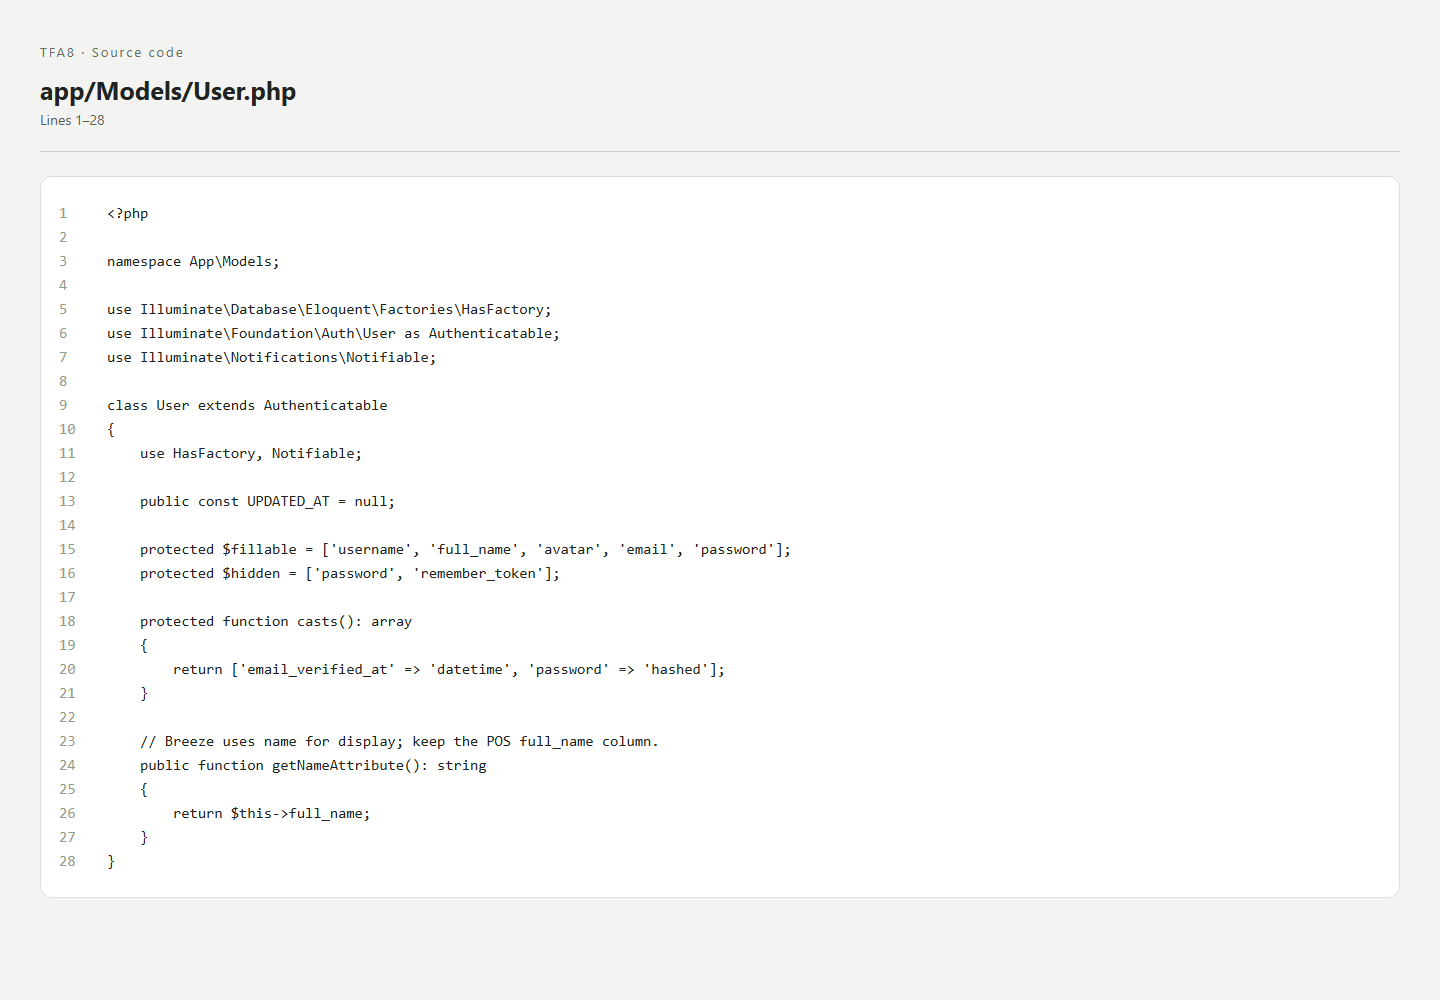 TFA8 · Source code
app/Models/User.php
Lines 1–28
1 <?php
2
3 namespace App\Models;
4
5 use Illuminate\Database\Eloquent\Factories\HasFactory;
6 use Illuminate\Foundation\Auth\User as Authenticatable;
7 use Illuminate\Notifications\Notifiable;
8
9 class User extends Authenticatable
10 {
11     use HasFactory, Notifiable;
12
13     public const UPDATED_AT = null;
14
15     protected $fillable = ['username', 'full_name', 'avatar', 'email', 'password'];
16     protected $hidden = ['password', 'remember_token'];
17
18     protected function casts(): array
19     {
20         return ['email_verified_at' => 'datetime', 'password' => 'hashed'];
21     }
22
23     // Breeze uses name for display; keep the POS full_name column.
24     public function getNameAttribute(): string
25     {
26         return $this->full_name;
27     }
28 }